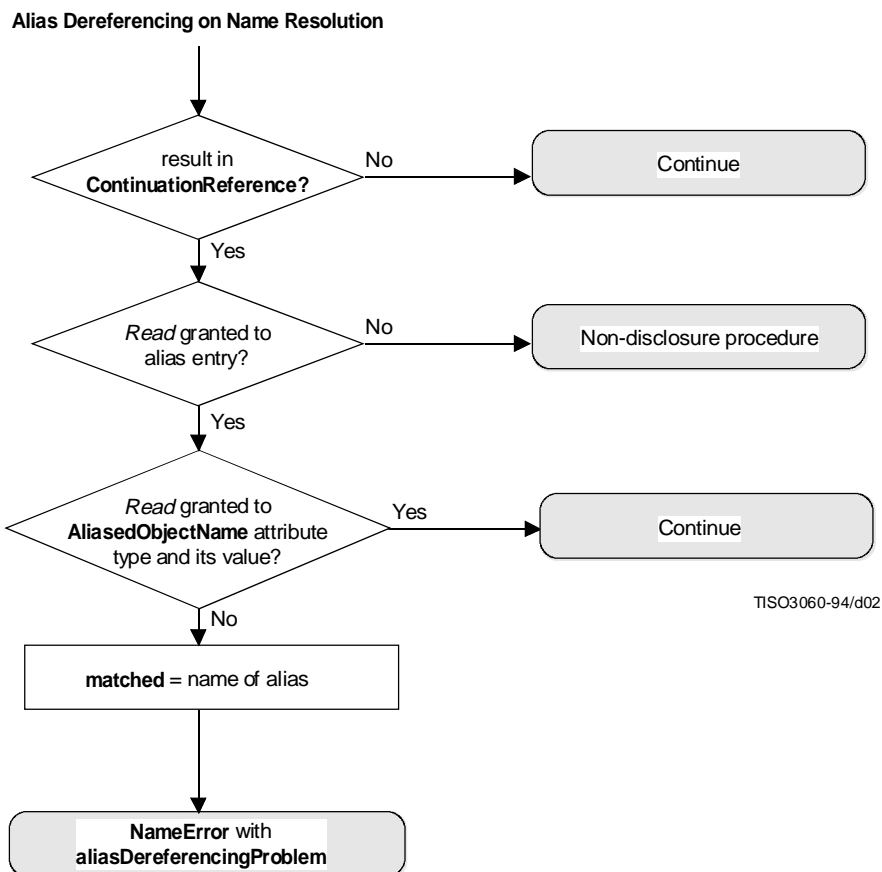 Alias Dereferencing on Name Resolution
result in
ContinuationReference?
No
Continue
Yes
Read granted to
alias entry?
No
Non-disclosure procedure
Yes
Read granted to
AliasedObjectName attribute
type and its value?
Yes
Continue
TISO3060-94/d02
No
matched = name of alias
NameError with
aliasDereferencingProblem